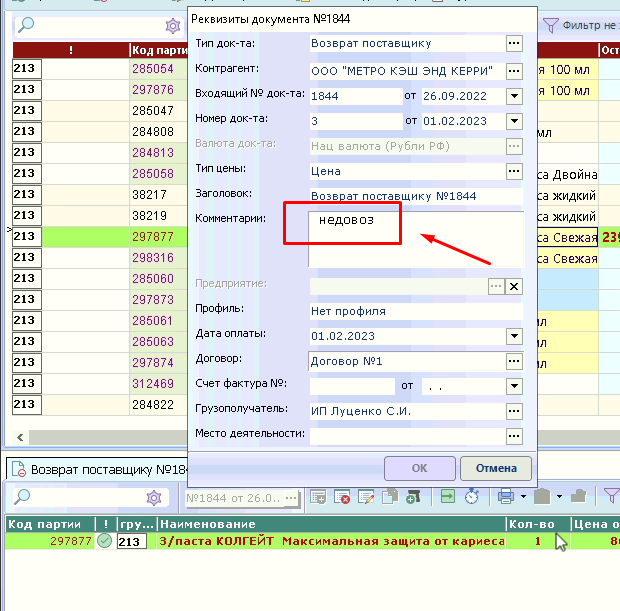 Реквизиты документа №1844
Фильтр не з
!
Код парти
Ост
213
285054
я 100 мл
213
297876
я 100 мл
213
285047
213
284808
мл
213
284813
213
285058
са Двойна
213
38217
са жидкий
213
38219
са жидкий
213
297877
са Свежая
239
213
298316
са Свежая
213
285060
213
297873
213
285061
мл
213
285063
мл
213
297874
мл
213
312469
213
284822
Тип док-та:
Возврат поставщику
Контрагент:
ООО "МЕТРО КЭШ ЭНД КЕРРИ"
Входящий № док-та:
1844
от
26.09.2022
Номер док-та:
3
от
01.02.2023
Валюта док-та:
Нац валюта (Рубли РФ)
Тип цены:
Цена
Заголовок:
Возврат поставщику №1844
Комментарии:
недовоз
Предприятие:
Профиль:
Нет профиля
Дата оплаты:
01.02.2023
Договор:
Договор №1
Счет фактура №:
от
. .
Грузополучатель:
ИП Луценко С.И.
Место деятельности:
ОК
Отмена
Возврат поставщику №184
№1844 от 26.0..
Код партии
!
гру...
Наименование
Кол-во
Цена о
297877
213
З/паста КОЛГЕЙТ Максимальная защита от кариеса
1
8